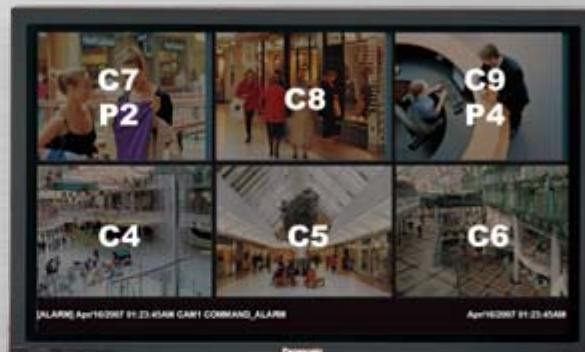 C7
P2
C8
C9
P4
C4
C5
C6
[ALARM] Apr/16/2007 01:23:45AM CAM1 COMMAND_ALARM
Apr/16/2007 01:23:45AM
Panasonic